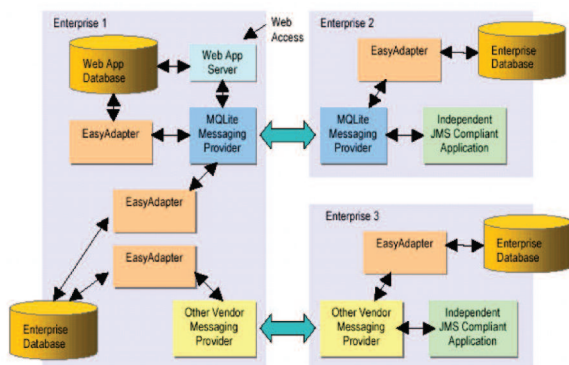 Enterprise 1
Web
Access
Web App
Database
Web App
Server
EasyAdapter
MQLite
Messaging
Provider
EasyAdapter
EasyAdapter
Enterprise
Database
Other Vendor
Messaging
Provider
Enterprise 2
EasyAdapter
Enterprise
Database
MQLite
Messaging
Provider
Independent
JMS Compliant
Application
Enterprise 3
EasyAdapter
Enterprise
Database
Other Vendor
Messaging
Provider
Independent
JMS Compliant
Application